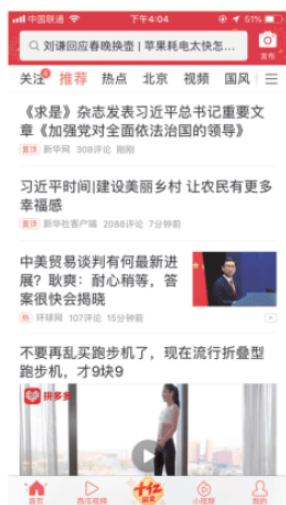 中国联通
下午4:04
51%
刘谦回应春晚换壶 | 苹果耗电太快怎...
发布
关注 推荐 热点 北京 视频 国风
《求是》杂志发表习近平总书记重要文
章《加强党对全面依法治国的领导》
置顶 新华网 308评论 刚刚
习近平时间|建设美丽乡村 让农民有更多
幸福感
置顶 新华社客户端 2088评论 7分钟前
中美贸易谈判有何最新进
展？耿爽：耐心稍等，答
案很快会揭晓
热 环球网 107评论 15分钟前
不要再乱买跑步机了，现在流行折叠型
跑步机，才9块9
拼多多
首页 西瓜视频 小视频 我的